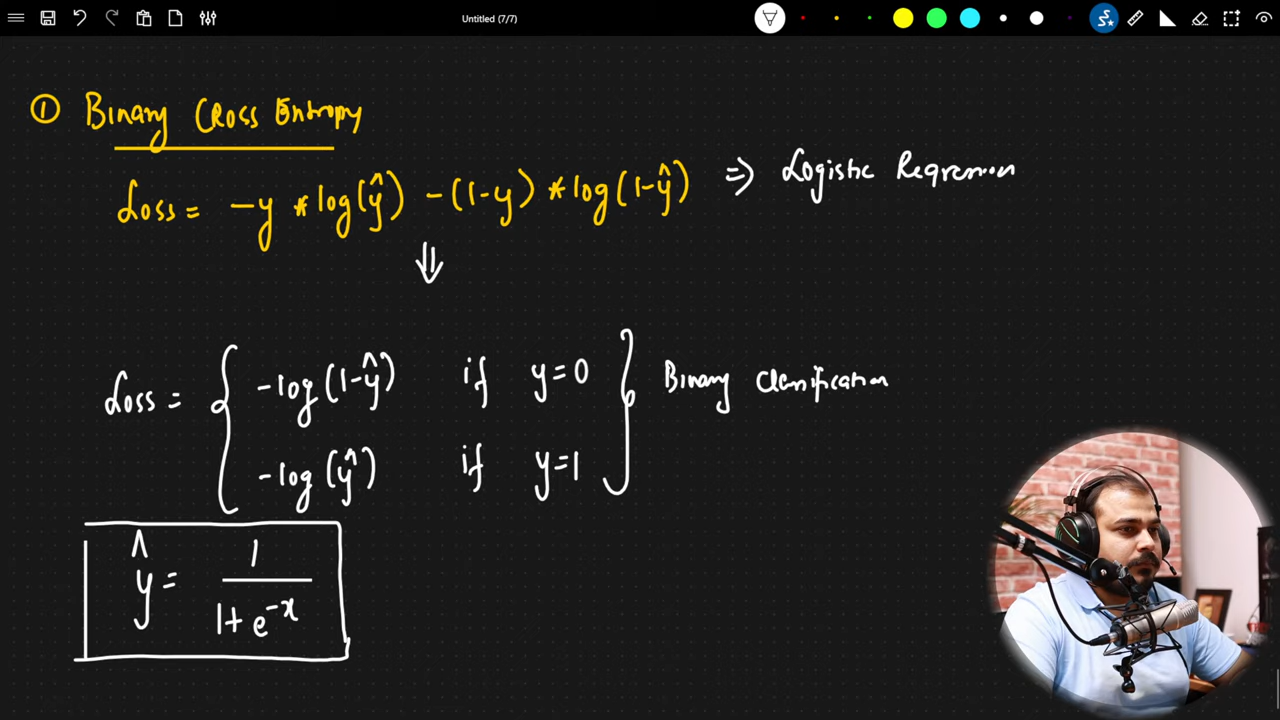 Untitled (7/7)
① Binary Cross Entropy
Loss = -y * log(ŷ) - (1-y) * log(1-ŷ) ⇒ Logistic Regression
⇓
Loss = { -log(1-ŷ) if y=0 } Binary Classification
-log(ŷ) if y=1
ŷ = 1 / 1+e^-x